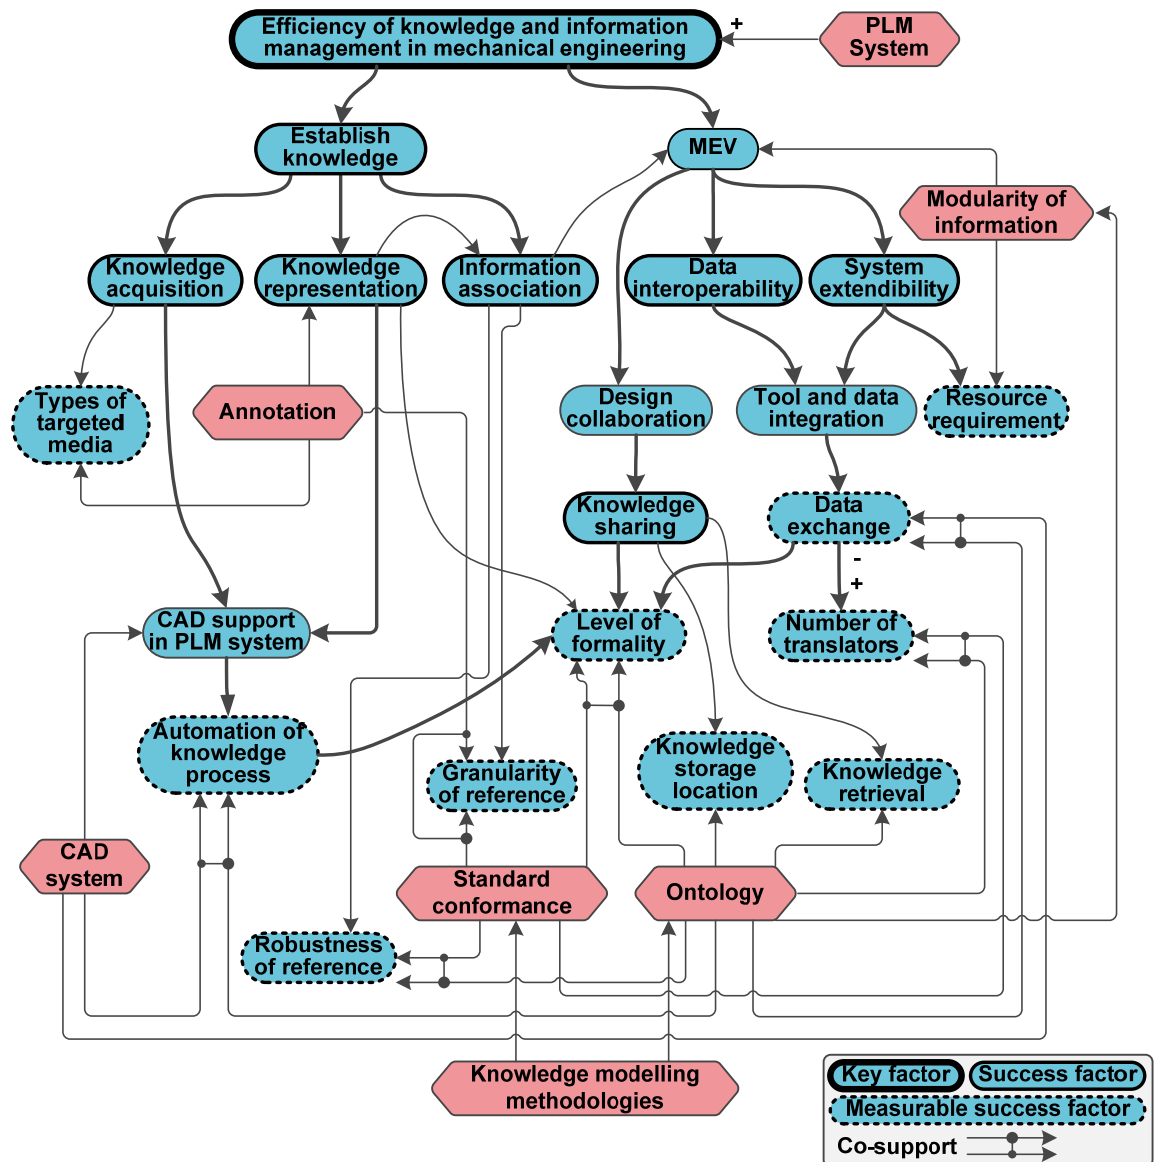 Efficiency of knowledge and information
management in mechanical engineering
+
PLM
System
Establish
knowledge
MEV
Modularity of
information
Knowledge
acquisition
Knowledge
representation
Information
association
Data
interoperability
System
extendibility
Types of
targeted
media
Annotation
Design
collaboration
Tool and data
integration
Resource
requirement
Knowledge
sharing
Data
exchange
-
+
CAD support
in PLM system
Level of
formality
Number of
translators
Automation of
knowledge
process
Granularity
of reference
Knowledge
storage
location
Knowledge
retrieval
CAD
system
Standard
conformance
Ontology
Robustness
of reference
Knowledge modelling
methodologies
Key factor
Success factor
Measurable success factor
Co-support